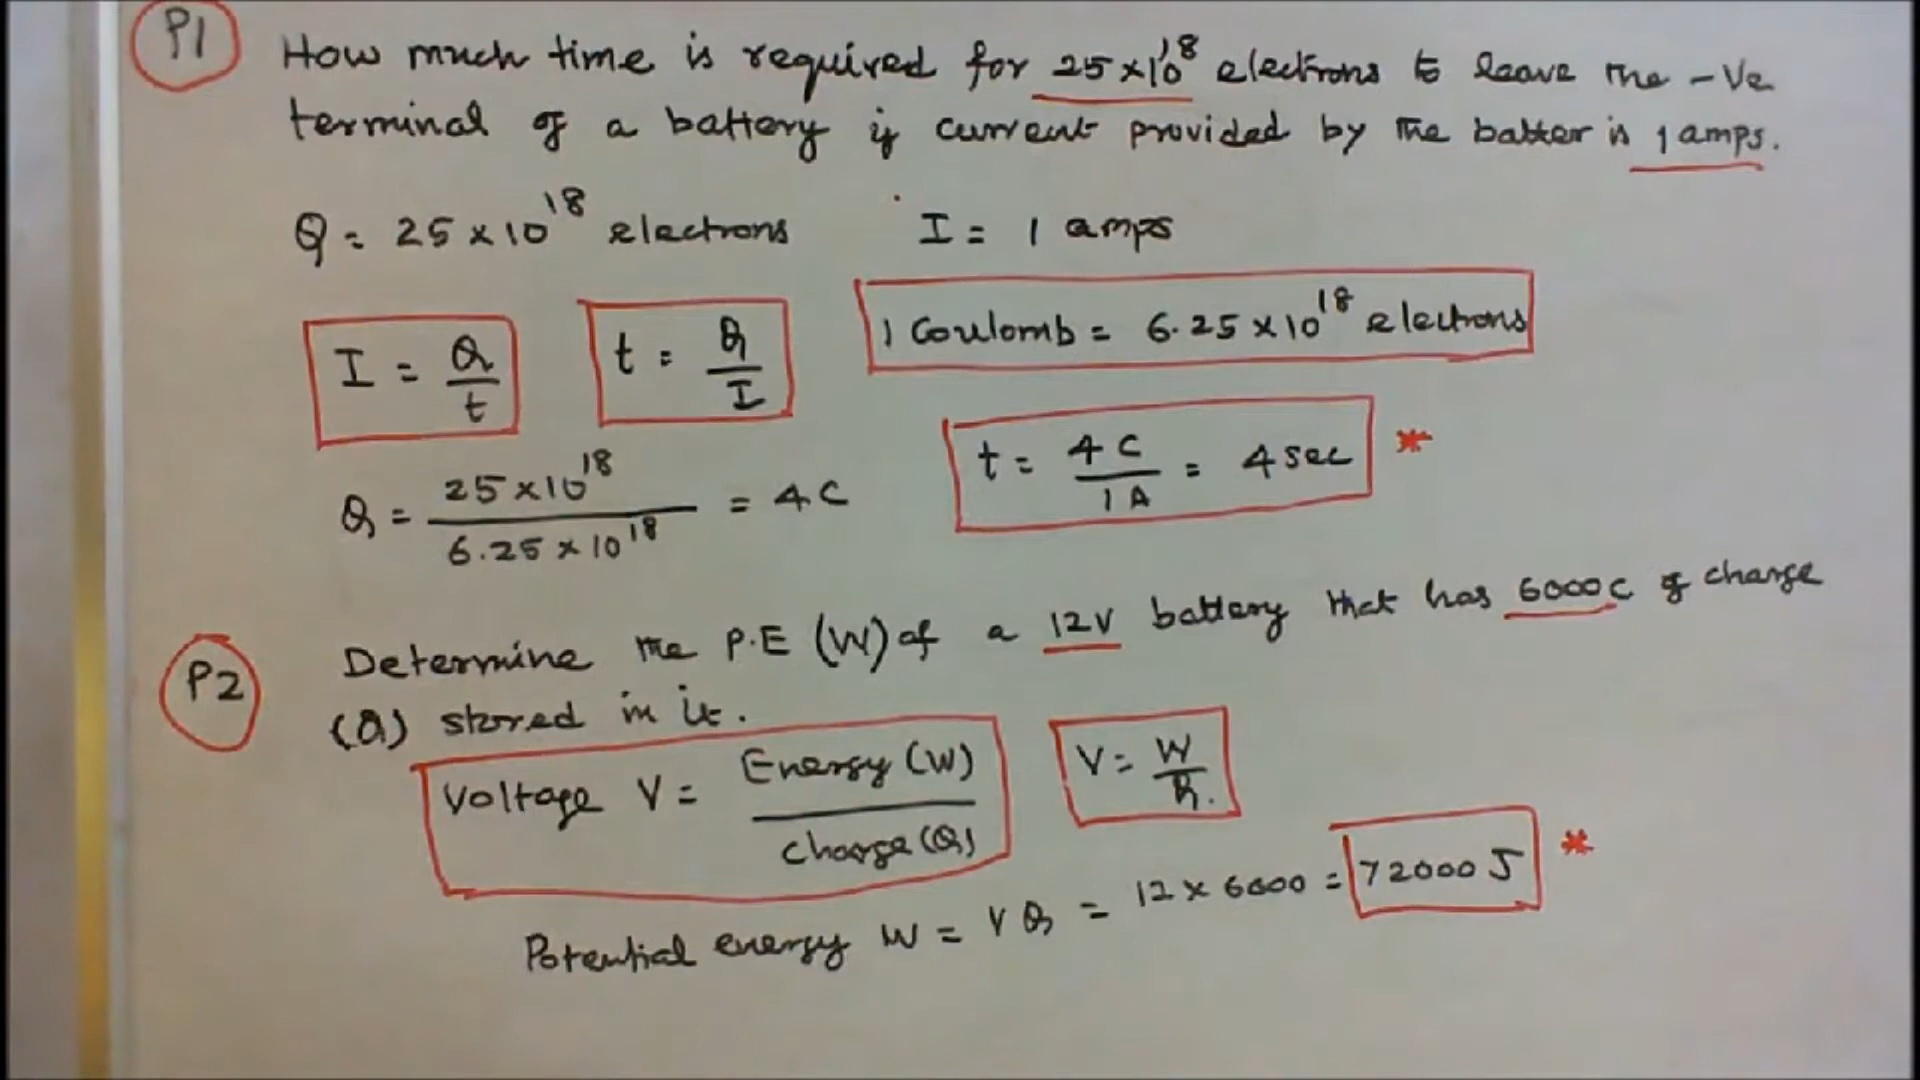 P1
How much time is required for 25 x 10^18 electrons to leave the -Ve
terminal of a battery if current provided by the batter is 1 amps.
Q = 25 x 10^18 electrons I = 1 amps
I = Q/t t = Q/I 1 Coulomb = 6.25 x 10^18 electrons
Q = 25 x 10^18 / 6.25 x 10^18 = 4 C t = 4 C / 1 A = 4 sec *
P2
Determine the P.E (W) of a 12V battery that has 6000C of charge
(Q) stored in it.
Voltage V = Energy (W) / charge (Q) V = W/Q.
Potential energy W = VQ = 12 x 6000 = 72000 J *